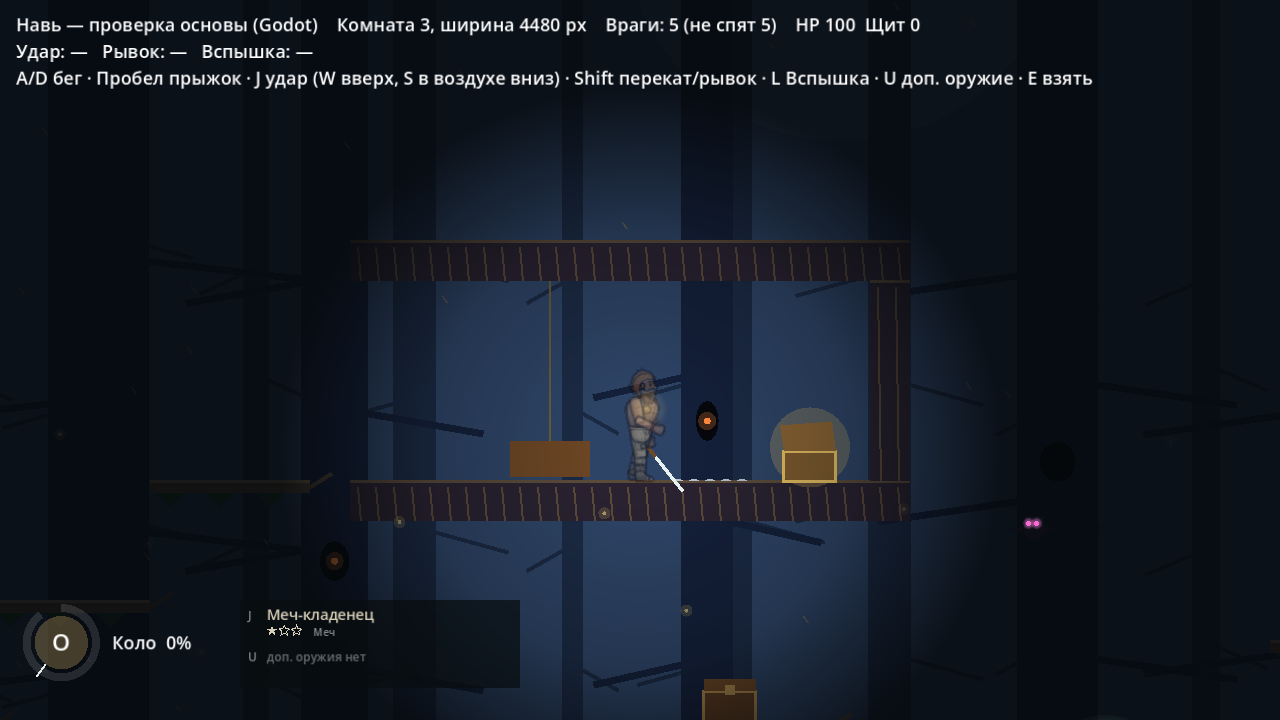 Навь — проверка основы (Godot) Комната 3, ширина 4480 px Враги: 5 (не спят 5) HP 100 Щит 0
Удар: — Рывок: — Вспышка: —
A/D бег · Пробел прыжок · J удар (W вверх, S в воздухе вниз) · Shift перекат/рывок · L Вспышка · U доп. оружие · E взять
J Меч-кладенец
★☆☆ Меч
О Коло 0%
U доп. оружия нет